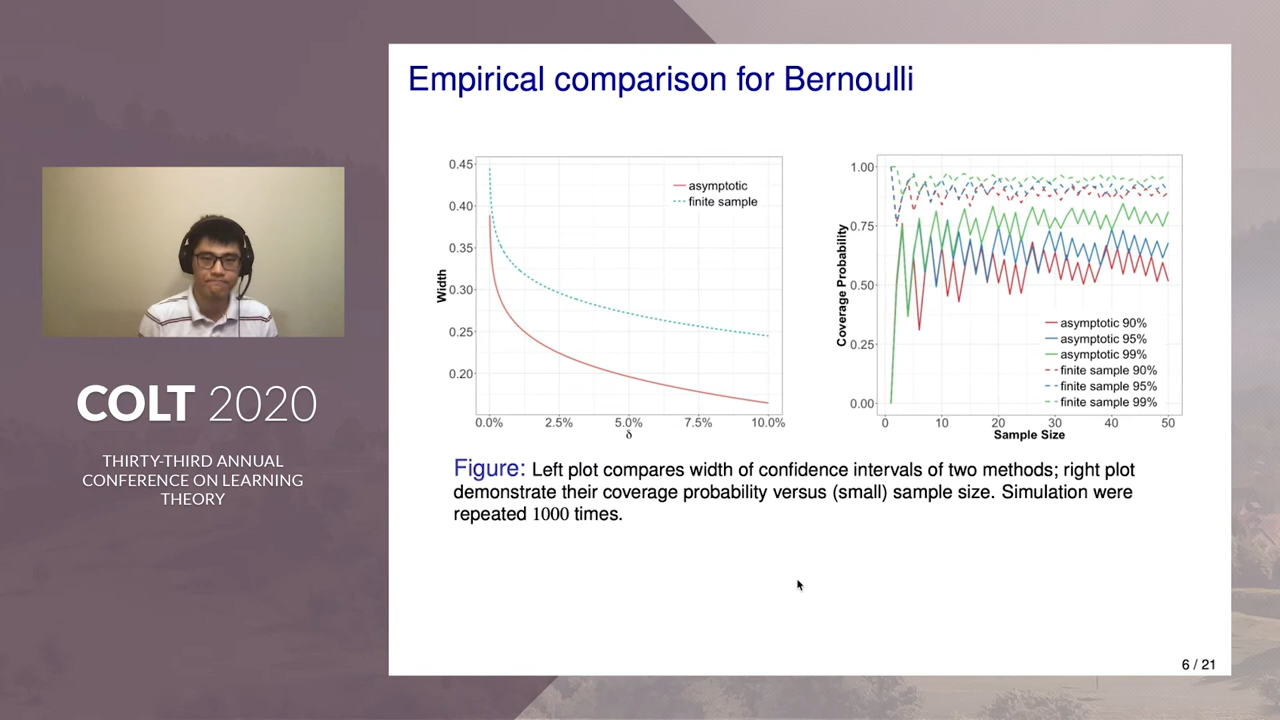 COLT 2020
THIRTY-THIRD ANNUAL
CONFERENCE ON LEARNING
THEORY
Empirical comparison for Bernoulli
Width
0.45
0.40
0.35
0.30
0.25
0.20
asymptotic
finite sample
0.0%
2.5%
5.0%
7.5%
10.0%
δ
Coverage Probability
1.00
0.75
0.50
0.25
0.00
asymptotic 90%
asymptotic 95%
asymptotic 99%
finite sample 90%
finite sample 95%
finite sample 99%
0
10
20
30
40
50
Sample Size
Figure: Left plot compares width of confidence intervals of two methods; right plot
demonstrate their coverage probability versus (small) sample size. Simulation were
repeated 1000 times.
6 / 21